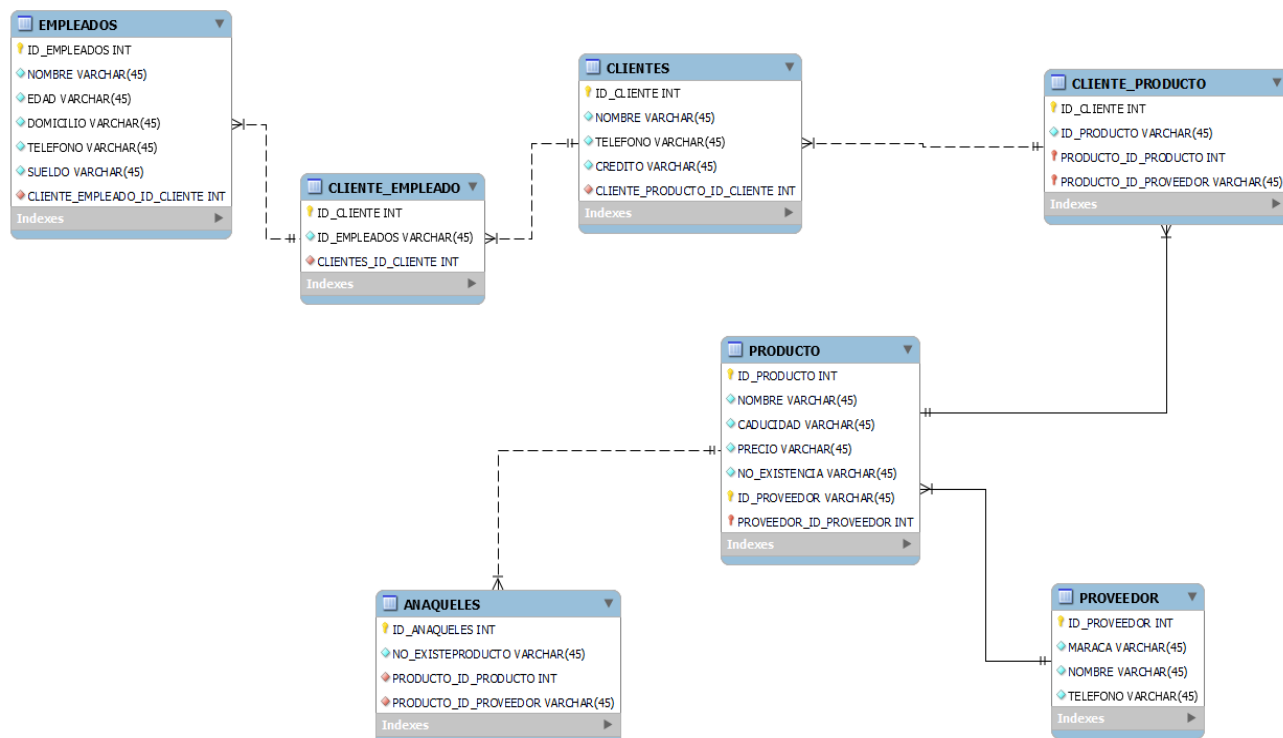 EMPLEADOS
ID_EMPLEADOS INT
NOMBRE VARCHAR(45)
EDAD VARCHAR(45)
DOMICILIO VARCHAR(45)
TELEFONO VARCHAR(45)
SUELDO VARCHAR(45)
CLIENTE_EMPLEADO_ID_CLIENTE INT
Indexes
CLIENTE_EMPLEADO
ID_CLIENTE INT
ID_EMPLEADOS VARCHAR(45)
CLIENTES_ID_CLIENTE INT
Indexes
CLIENTES
ID_CLIENTE INT
NOMBRE VARCHAR(45)
TELEFONO VARCHAR(45)
CREDITO VARCHAR(45)
CLIENTE_PRODUCTO_ID_CLIENTE INT
Indexes
CLIENTE_PRODUCTO
ID_CLIENTE INT
ID_PRODUCTO VARCHAR(45)
PRODUCTO_ID_PRODUCTO INT
PRODUCTO_ID_PROVEEDOR VARCHAR(45)
Indexes
PRODUCTO
ID_PRODUCTO INT
NOMBRE VARCHAR(45)
CADUCIDAD VARCHAR(45)
PRECIO VARCHAR(45)
NO_EXISTENCIA VARCHAR(45)
ID_PROVEEDOR VARCHAR(45)
PROVEEDOR_ID_PROVEEDOR INT
Indexes
ANAQUELES
ID_ANAQUELES INT
NO_EXISTEPRODUCTO VARCHAR(45)
PRODUCTO_ID_PRODUCTO INT
PRODUCTO_ID_PROVEEDOR VARCHAR(45)
Indexes
PROVEEDOR
ID_PROVEEDOR INT
MARACA VARCHAR(45)
NOMBRE VARCHAR(45)
TELEFONO VARCHAR(45)
Indexes